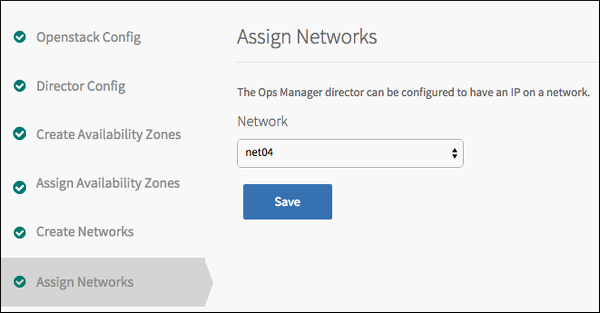 Openstack Config
Director Config
Create Availability Zones
Assign Availability Zones
Create Networks
Assign Networks
Assign Networks
The Ops Manager director can be configured to have an IP on a network.
Network
net04
Save